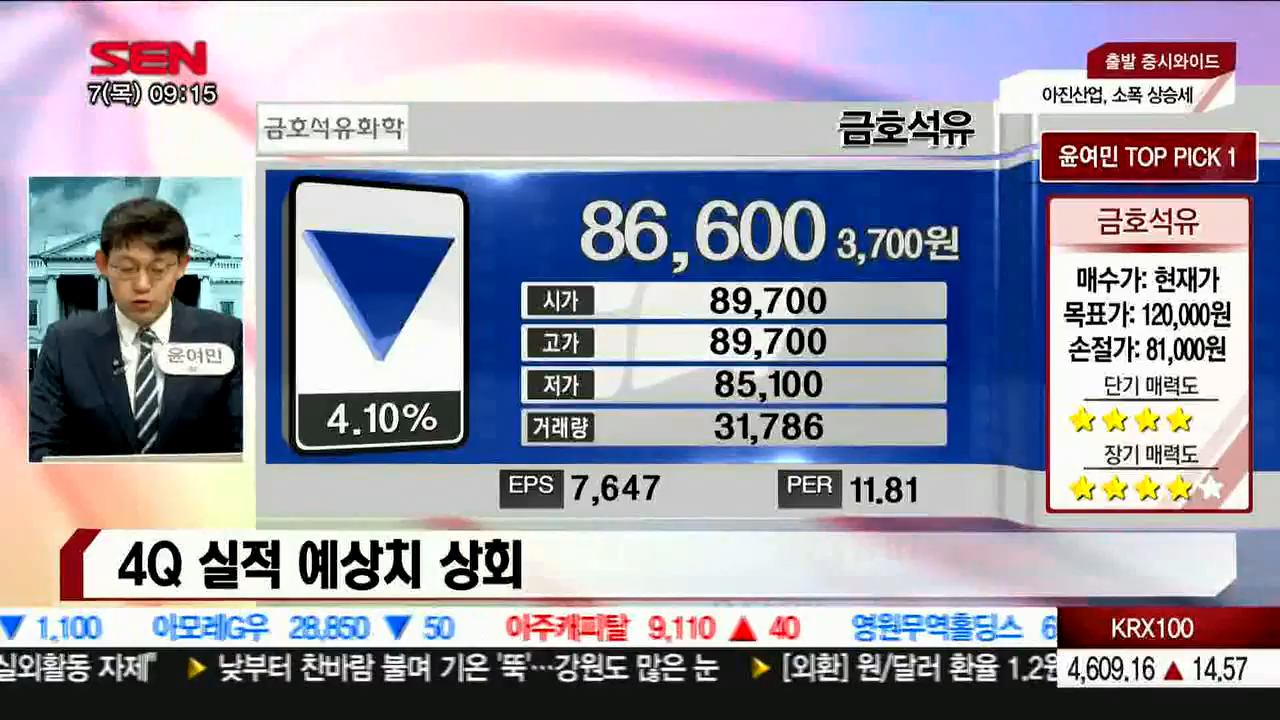 SEN
7(목) 09:15
출발 증시와이드
아진산업, 소폭 상승세
금호석유화학
금호석유
윤여민 TOP PICK 1
86,600 3,700원
4.10%
시가 89,700
고가 89,700
저가 85,100
거래량 31,786
EPS 7,647
PER 11.81
윤여민
금호석유
매수가: 현재가
목표가: 120,000원
손절가: 81,000원
단기 매력도
장기 매력도
4Q 실적 예상치 상회
▼ 1,100 아모레G우 28,850 ▼ 50 아주캐피탈 9,110 ▲ 40 영원무역홀딩스
KRX100
실외활동 자제" ▶ 낮부터 찬바람 불며 기온 '뚝'…강원도 많은 눈 ▶ [외환] 원/달러 환율 1.2원
4,609.16 ▲ 14.57